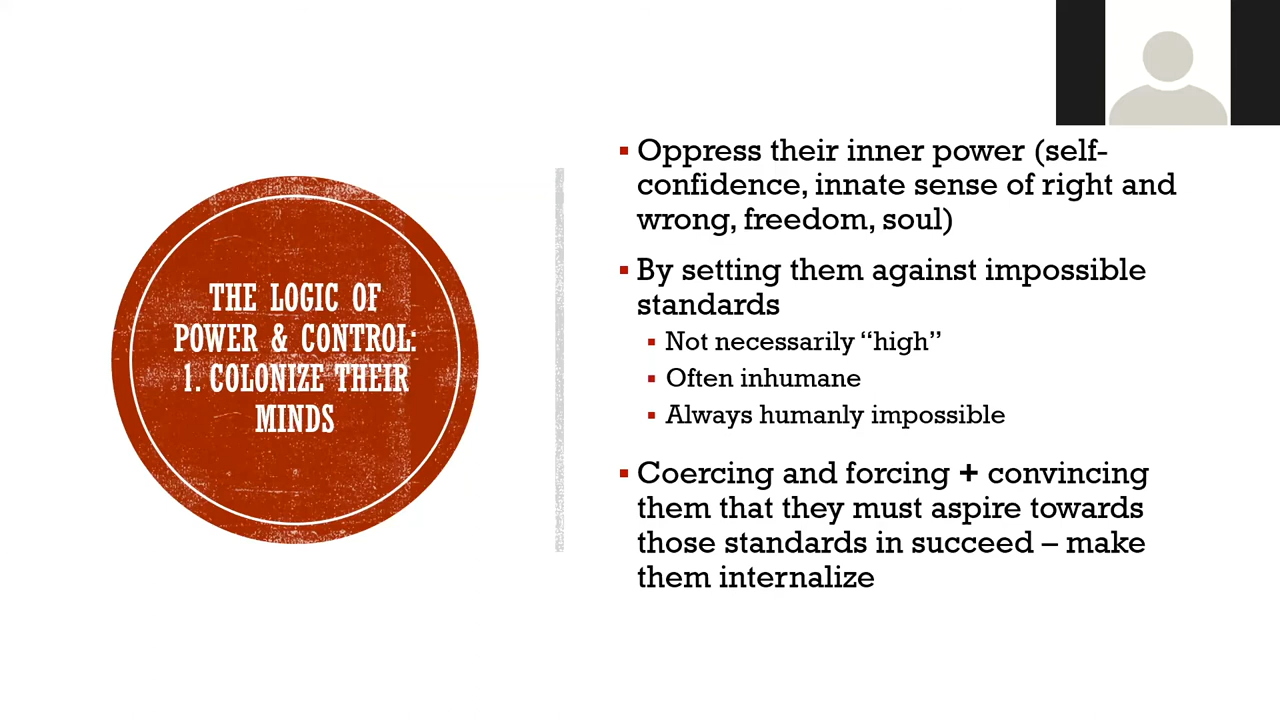 THE LOGIC OF
POWER & CONTROL:
1. COLONIZE THEIR
MINDS
▪ Oppress their inner power (self-
confidence, innate sense of right and
wrong, freedom, soul)
▪ By setting them against impossible
standards
▪ Not necessarily “high”
▪ Often inhumane
▪ Always humanly impossible
▪ Coercing and forcing + convincing
them that they must aspire towards
those standards in succeed – make
them internalize